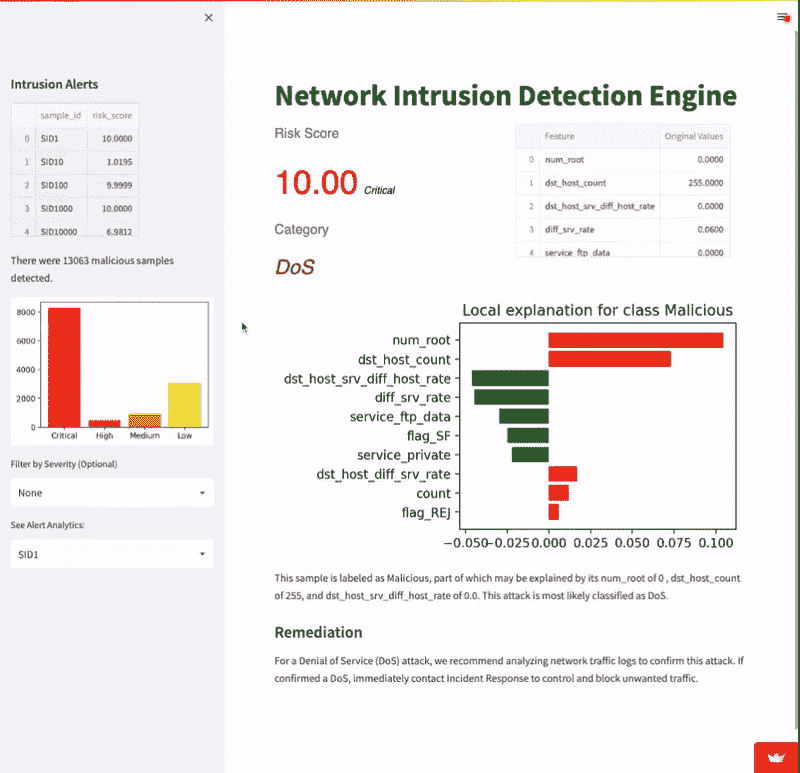 Intrusion Alerts
sample_id risk_score
0 SID1 10.0000
1 SID10 1.0195
2 SID100 9.9999
3 SID1000 10.0000
4 SID10000 6.9812
There were 13063 malicious samples
detected.
8000
6000
4000
2000
0
Critical High Medium Low
Filter by Severity (Optional)
None
See Alert Analytics:
SID1
Network Intrusion Detection Engine
Risk Score
10.00 Critical
Category
DoS
Feature Original Values
0 num_root 0.0000
1 dst_host_count 255.0000
2 dst_host_srv_diff_host_rate 0.0000
3 diff_srv_rate 0.0600
4 service_ftp_data 0.0000
Local explanation for class Malicious
num_root
dst_host_count
dst_host_srv_diff_host_rate
diff_srv_rate
service_ftp_data
flag_SF
service_private
dst_host_diff_srv_rate
count
flag_REJ
−0.050 −0.025 0.000 0.025 0.050 0.075 0.100
This sample is labeled as Malicious, part of which may be explained by its num_root of 0 , dst_host_count
of 255, and dst_host_srv_diff_host_rate of 0.0. This attack is most likely classified as DoS.
Remediation
For a Denial of Service (DoS) attack, we recommend analyzing network traffic logs to confirm this attack. If
confirmed a DoS, immediately contact Incident Response to control and block unwanted traffic.